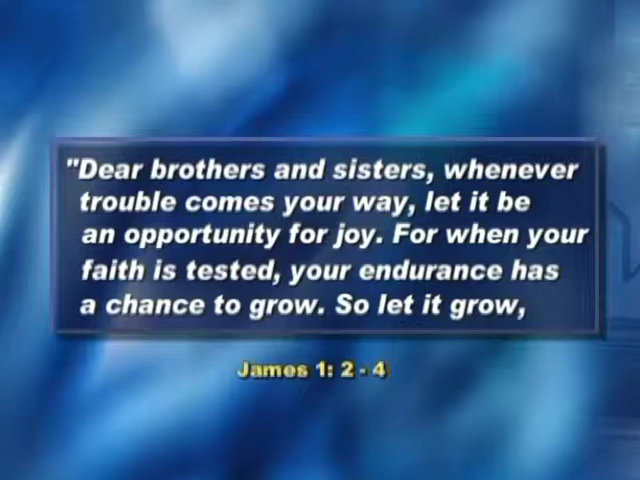 "Dear brothers and sisters, whenever
trouble comes your way, let it be
an opportunity for joy. For when your
faith is tested, your endurance has
a chance to grow. So let it grow,
James 1: 2 - 4